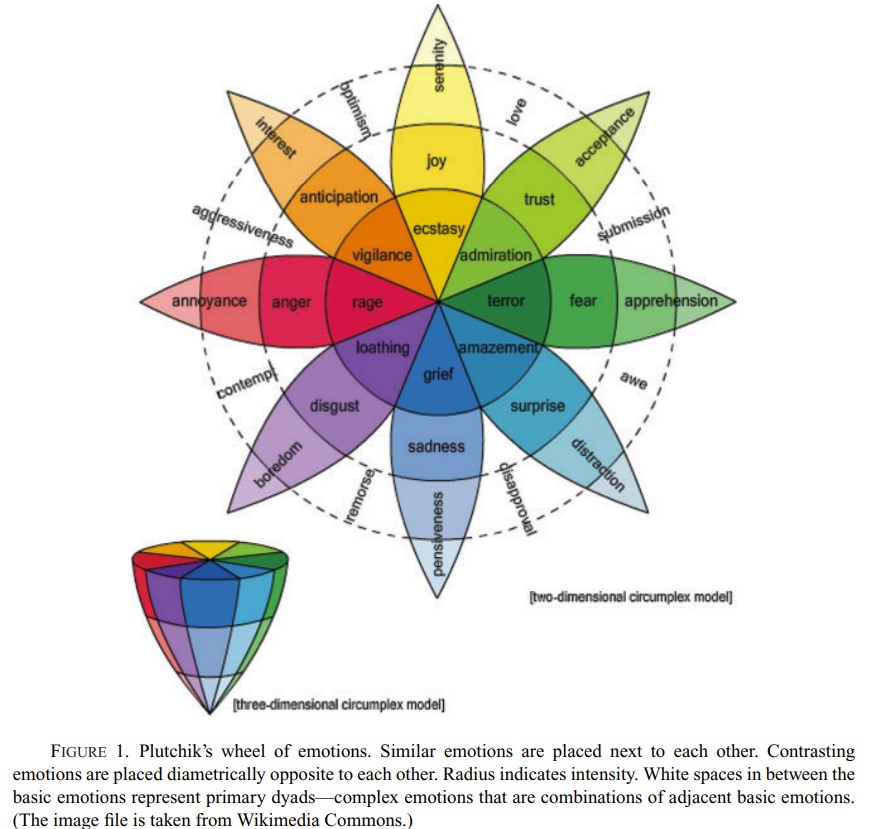 serenity
optimism
love
interest
acceptance
joy
anticipation
trust
aggressiveness
submission
ecstasy
vigilance
admiration
annoyance
anger
rage
terror
fear
apprehension
loathing
amazement
grief
contempt
awe
disgust
surprise
sadness
boredom
distraction
remorse
disapproval
pensiveness
[two-dimensional circumplex model]
[three-dimensional circumplex model]
FIGURE 1. Plutchik’s wheel of emotions. Similar emotions are placed next to each other. Contrasting
emotions are placed diametrically opposite to each other. Radius indicates intensity. White spaces in between the
basic emotions represent primary dyads—complex emotions that are combinations of adjacent basic emotions.
(The image file is taken from Wikimedia Commons.)